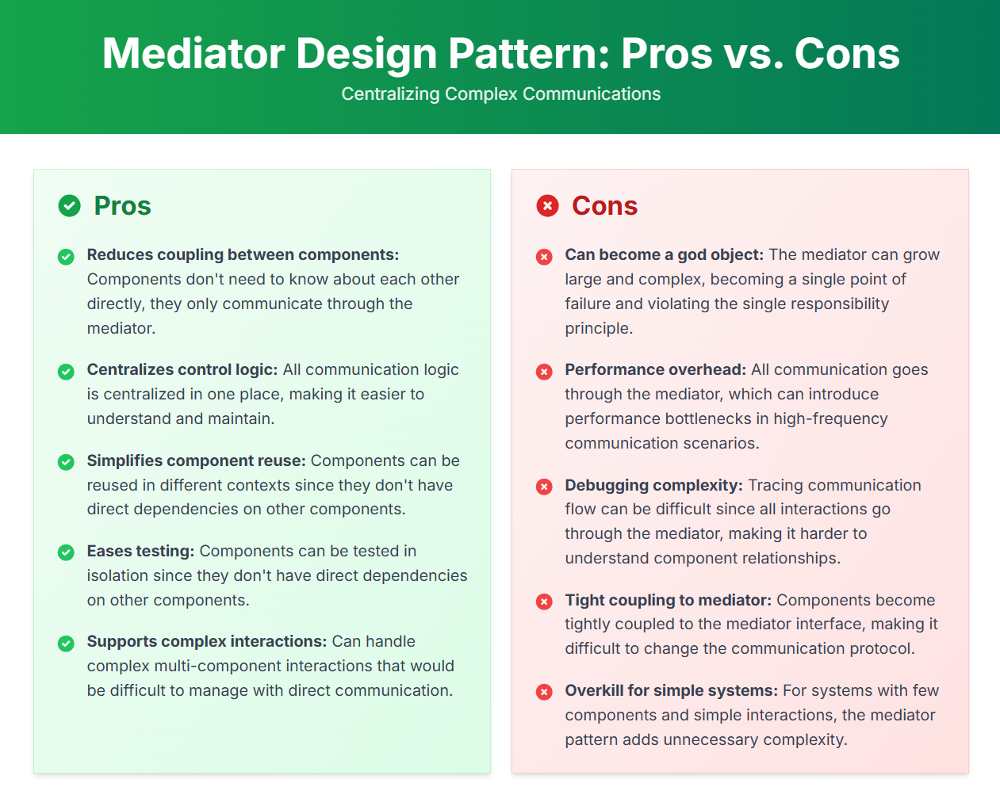 Mediator Design Pattern: Pros vs. Cons
Centralizing Complex Communications
Pros
Reduces coupling between components:
Components don't need to know about each other
directly, they only communicate through the
mediator.
Centralizes control logic: All communication logic
is centralized in one place, making it easier to
understand and maintain.
Simplifies component reuse: Components can be
reused in different contexts since they don't have
direct dependencies on other components.
Eases testing: Components can be tested in
isolation since they don't have direct dependencies
on other components.
Supports complex interactions: Can handle
complex multi-component interactions that would
be difficult to manage with direct communication.
Cons
Can become a god object: The mediator can grow
large and complex, becoming a single point of
failure and violating the single responsibility
principle.
Performance overhead: All communication goes
through the mediator, which can introduce
performance bottlenecks in high-frequency
communication scenarios.
Debugging complexity: Tracing communication
flow can be difficult since all interactions go
through the mediator, making it harder to
understand component relationships.
Tight coupling to mediator: Components become
tightly coupled to the mediator interface, making it
difficult to change the communication protocol.
Overkill for simple systems: For systems with few
components and simple interactions, the mediator
pattern adds unnecessary complexity.